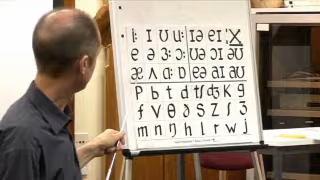 iː ɪ ʊ uː ɪə eɪ X
e ə ɜː ɔː ʊə ɔɪ əʊ
æ ʌ ɑː ɒ eə aɪ aʊ
p b t d tʃ dʒ k g
f v θ ð s z ʃ ʒ
m n ŋ h l r w j